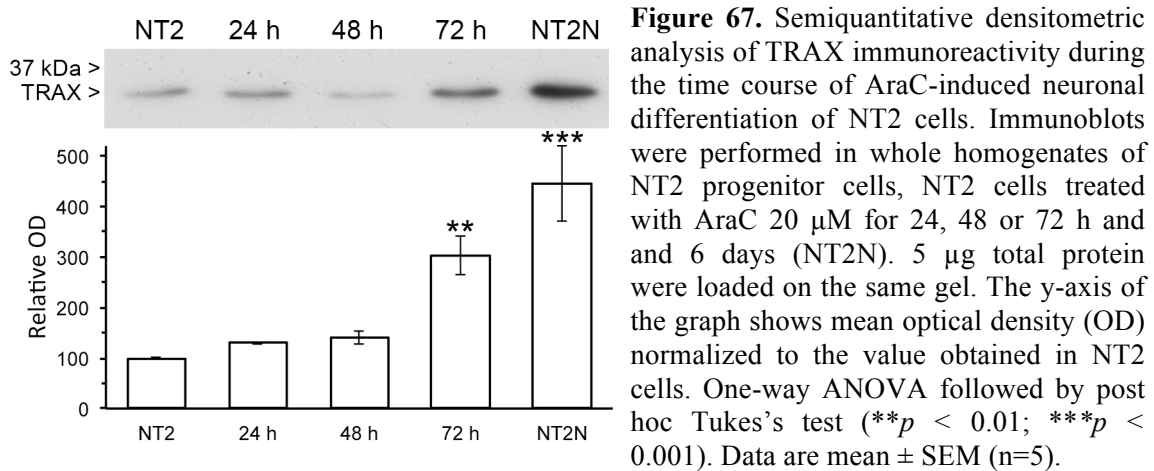 NT2 24 h 48 h 72 h NT2N
37 kDa >
TRAX >
***
500
400
**
300
200
100
0
Relative OD
NT2 24 h 48 h 72 h NT2N
Figure 67. Semiquantitative densitometric
analysis of TRAX immunoreactivity during
the time course of AraC-induced neuronal
differentiation of NT2 cells. Immunoblots
were performed in whole homogenates of
NT2 progenitor cells, NT2 cells treated
with AraC 20 µM for 24, 48 or 72 h and
and 6 days (NT2N). 5 µg total protein
were loaded on the same gel. The y-axis of
the graph shows mean optical density (OD)
normalized to the value obtained in NT2
cells. One-way ANOVA followed by post
hoc Tukes's test (**p < 0.01; ***p <
0.001). Data are mean ± SEM (n=5).